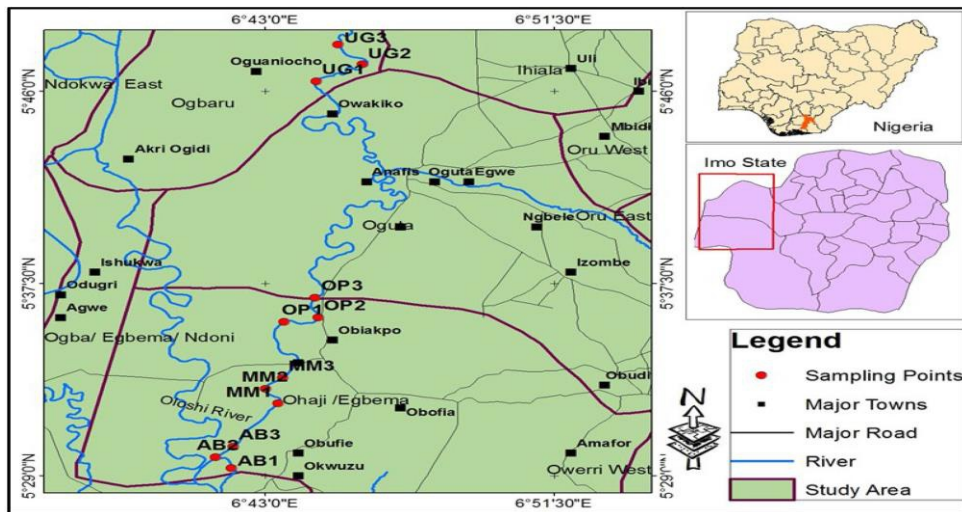 6°43'0"E
6°51'30"E
UG3
UG2
Oguaniocho
UG1
Uli
Ihiala
Ndokwa East
Ogbaru
Ibi
5°46'0"N
5°46'0"N
Owakiko
Mbidi
Akri Ogidi
Oru West
Anafis
Oguta
Egwe
Oguta
Ngbele
Oru East
Ishukwa
Izombe
Odugri
5°37'30"N
5°37'30"N
OP3
Agwe
OP1
OP2
Ogba/ Egbema/ Ndoni
Obiakpo
MM3
MM2
Obudi
MM1
Oloshi River
Ohaji /Egbema
Obofia
AB3
AB2
Obufie
Amafor
AB1
Okwuzu
Owerri West
5°29'0"N
6°43'0"E
6°51'30"E
Nigeria
Imo State
Legend
Sampling Points
Major Towns
Major Road
River
Study Area
N